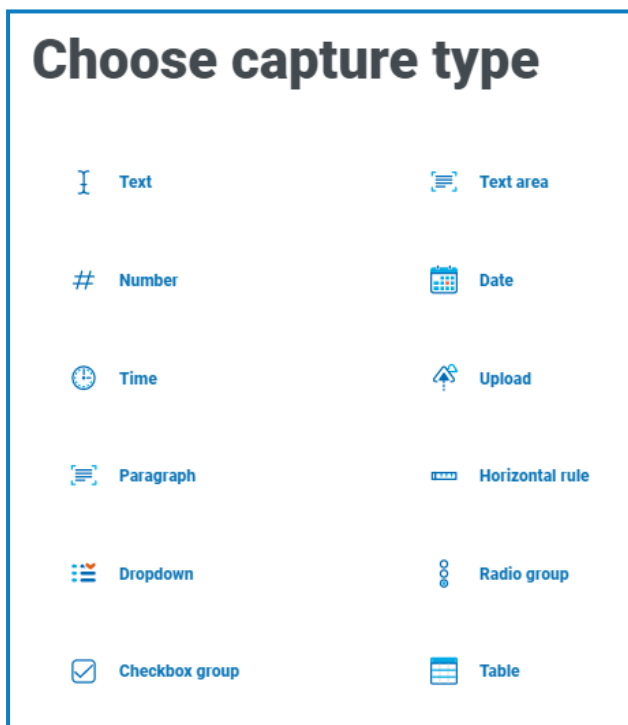 Choose capture type
Text
Text area
Number
Date
Time
Upload
Paragraph
Horizontal rule
Dropdown
Radio group
Checkbox group
Table